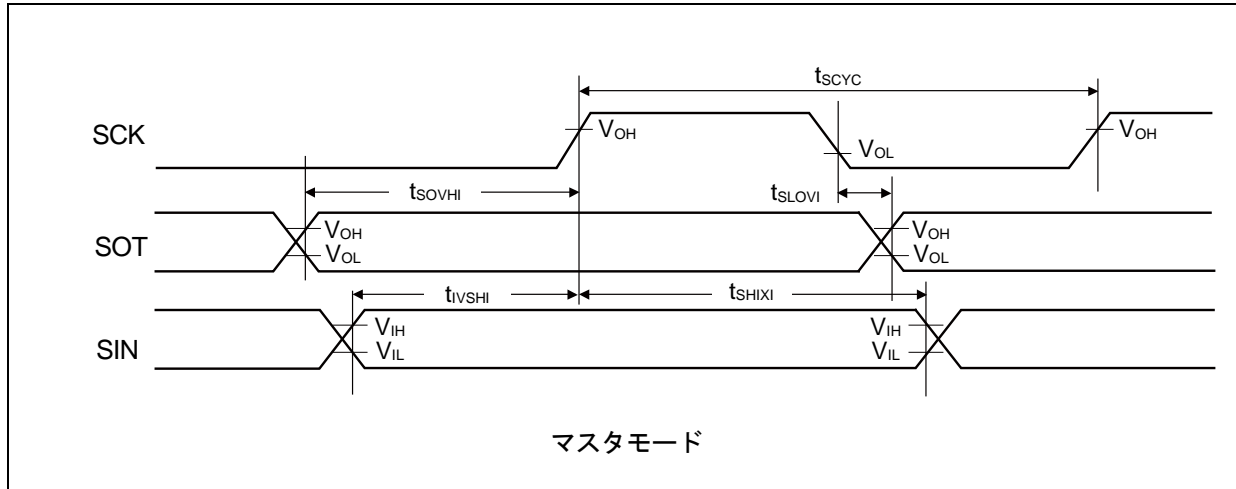 tSCYC
SCK
VOH
VOL
VOH
tSOVHI
tSLOVI
SOT
VOH
VOL
VOH
VOL
tIVSHI
tSHIXI
SIN
VIH
VIL
VIH
VIL
マスタモード